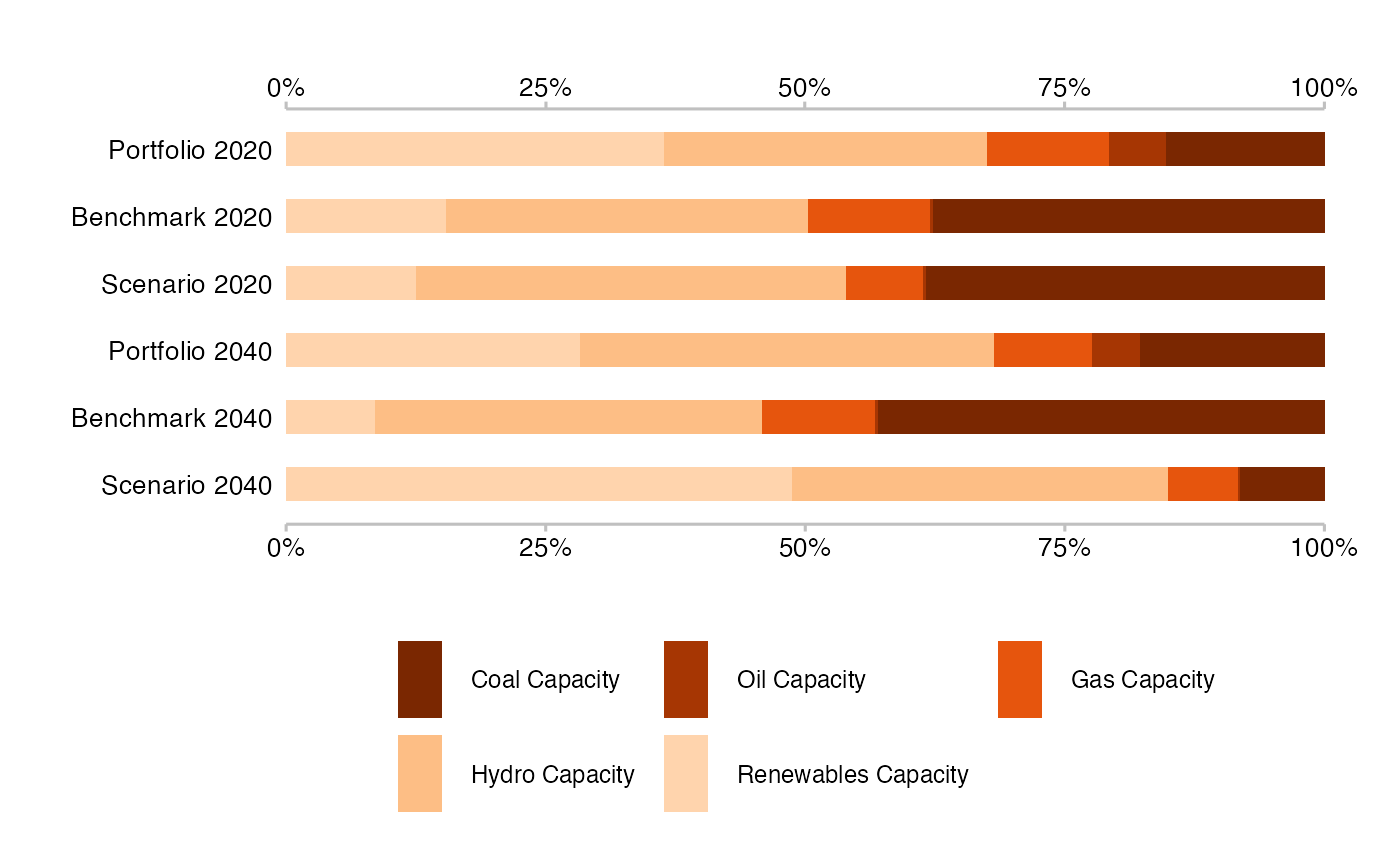 0% 25% 50% 75% 100%
Portfolio 2020
Benchmark 2020
Scenario 2020
Portfolio 2040
Benchmark 2040
Scenario 2040
0% 25% 50% 75% 100%
Coal Capacity Oil Capacity Gas Capacity
Hydro Capacity Renewables Capacity